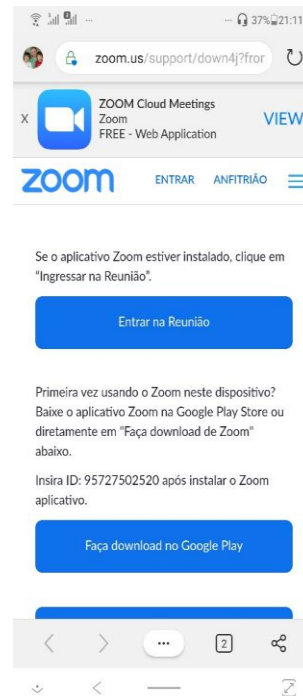 37% 21:11
zoom.us/support/down4j?fror
X
ZOOM Cloud Meetings
Zoom
FREE - Web Application
VIEW
zoom
ENTRAR ANFITRIÃO
Se o aplicativo Zoom estiver instalado, clique em
“Ingressar na Reunião”.
Entrar na Reunião
Primeira vez usando o Zoom neste dispositivo?
Baixe o aplicativo Zoom na Google Play Store ou
diretamente em "Faça download de Zoom"
abaixo.
Insira ID: 95727502520 após instalar o Zoom
aplicativo.
Faça download no Google Play
2